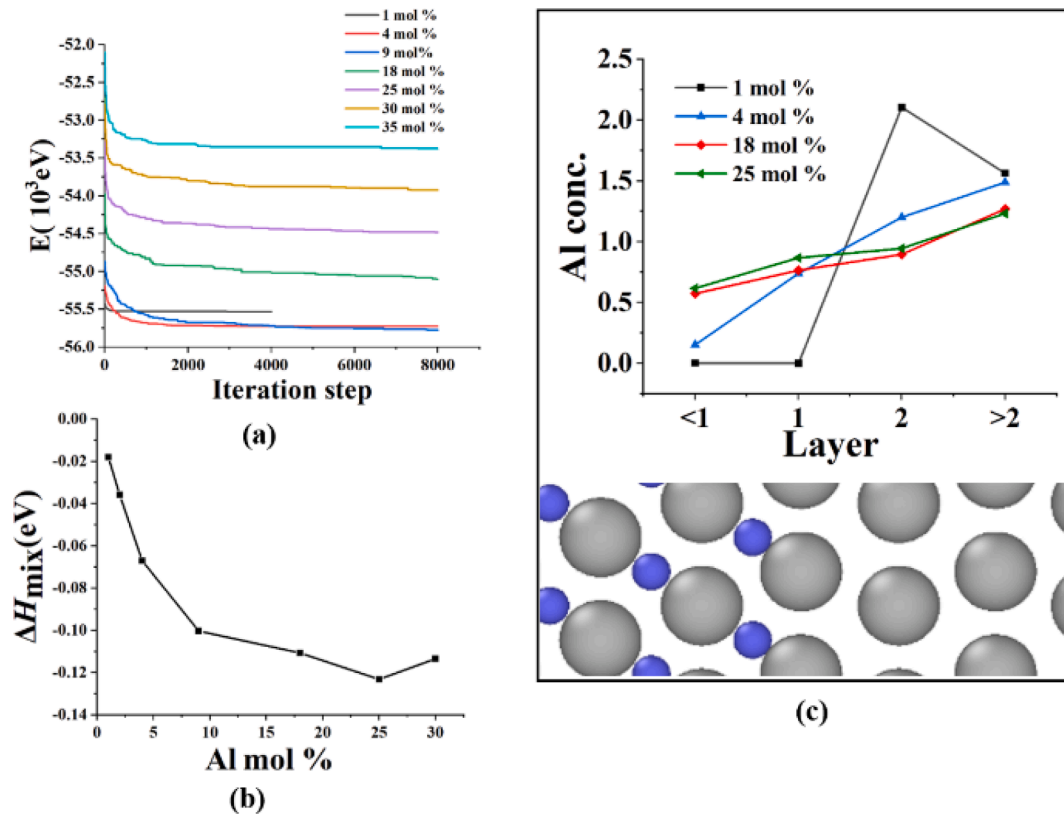 1 mol %
4 mol %
9 mol%
18 mol %
25 mol %
30 mol %
35 mol %
-52.0
-52.5
-53.0
-53.5
-54.0
-54.5
-55.0
-55.5
-56.0
E( 10³eV)
0 2000 4000 6000 8000
Iteration step
(a)
0.00
-0.02
-0.04
-0.06
-0.08
-0.10
-0.12
-0.14
ΔHmix(eV)
0 5 10 15 20 25 30
Al mol %
(b)
2.5
2.0
1.5
1.0
0.5
0.0
Al conc.
1 mol %
4 mol %
18 mol %
25 mol %
<1 1 2 >2
Layer
(c)